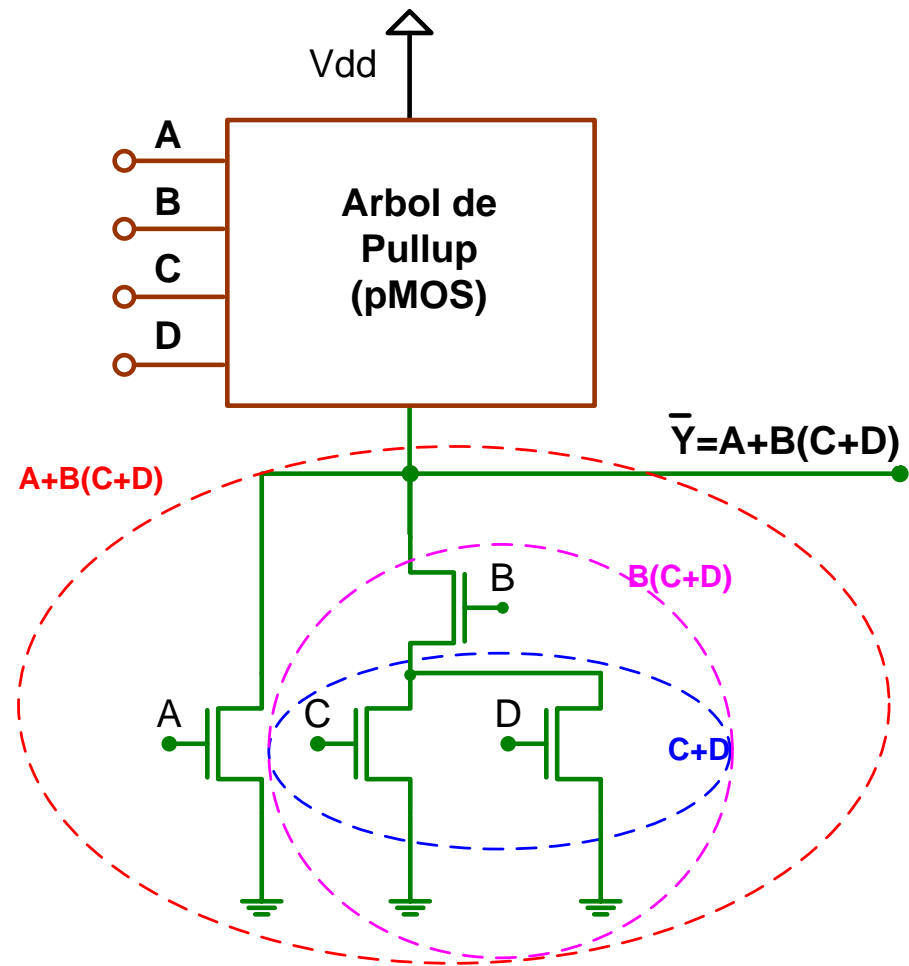 Vdd
A
B
C
D
Arbol de
Pullup
(pMOS)
Y̅=A+B(C+D)
A+B(C+D)
B
B(C+D)
A
C
D
C+D